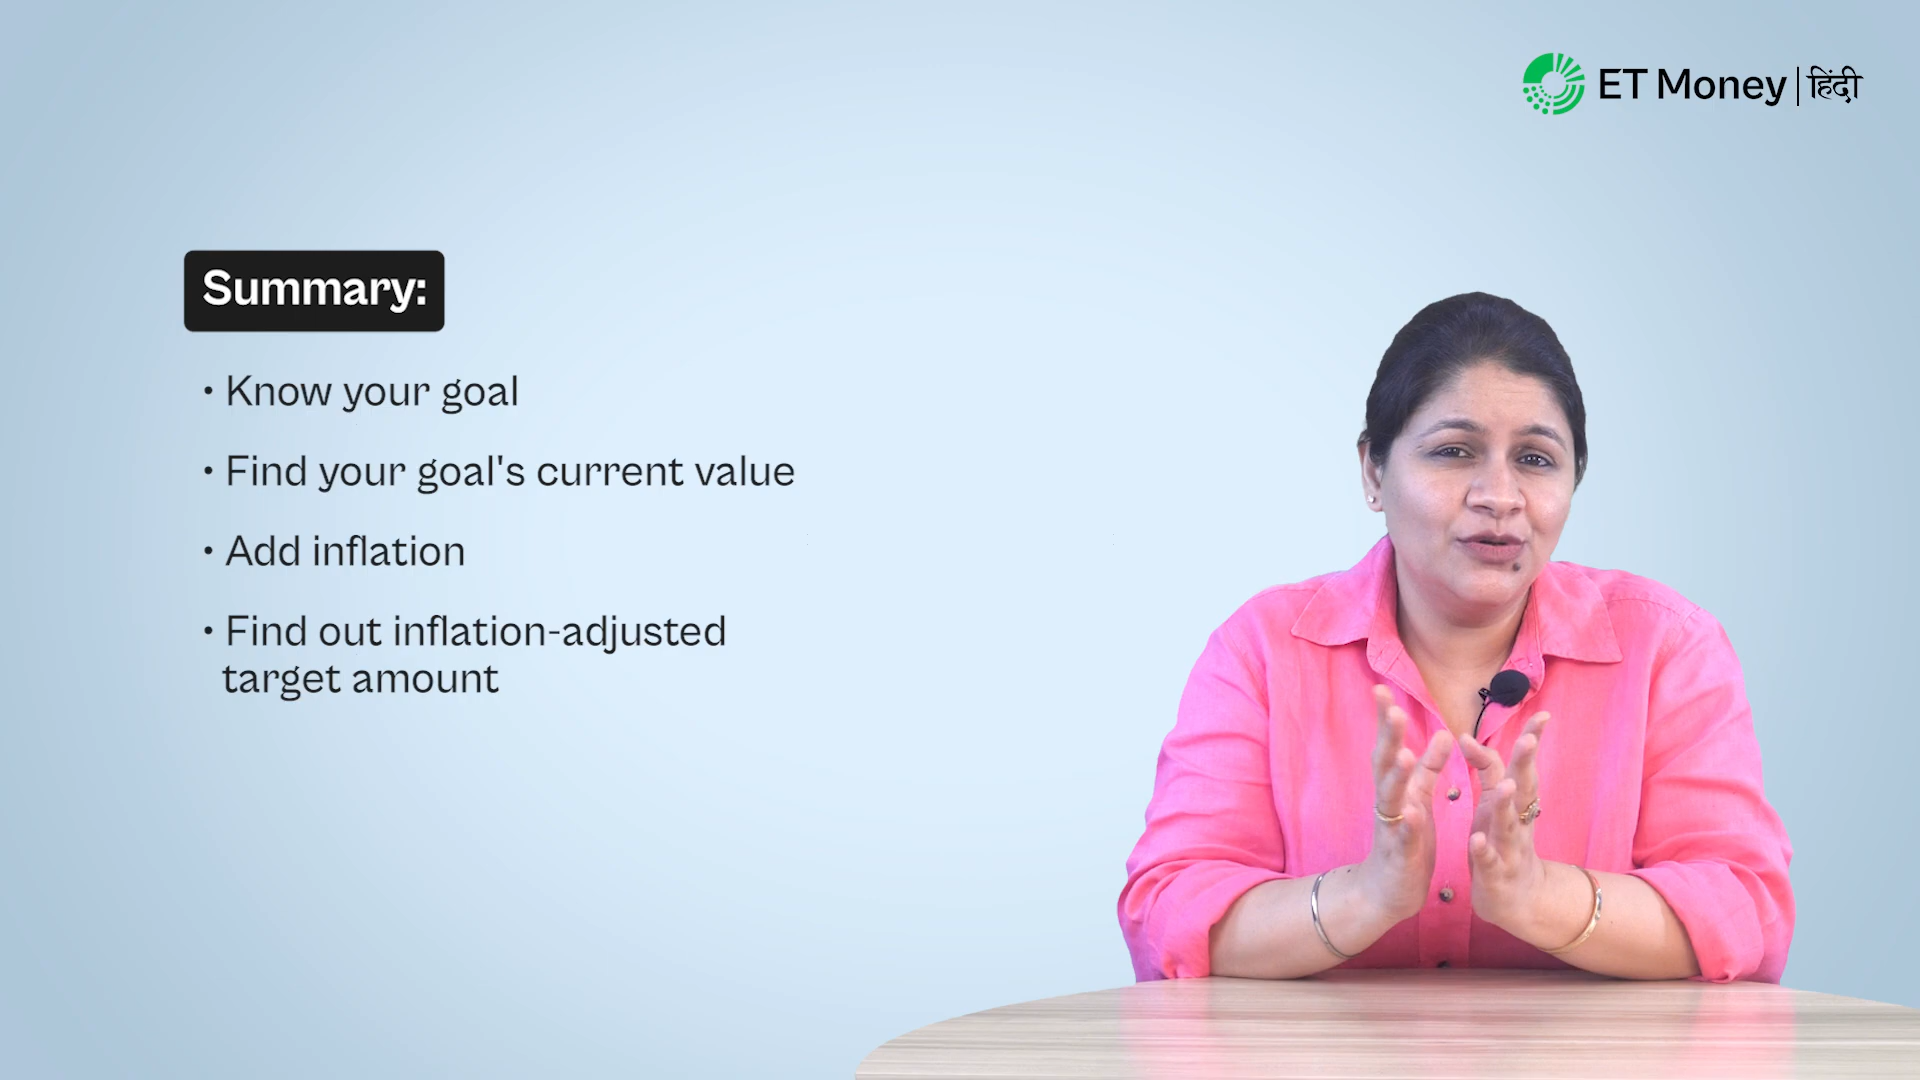 ET Money | हिंदी
Summary:
• Know your goal
• Find your goal's current value
• Add inflation
• Find out inflation-adjusted
target amount